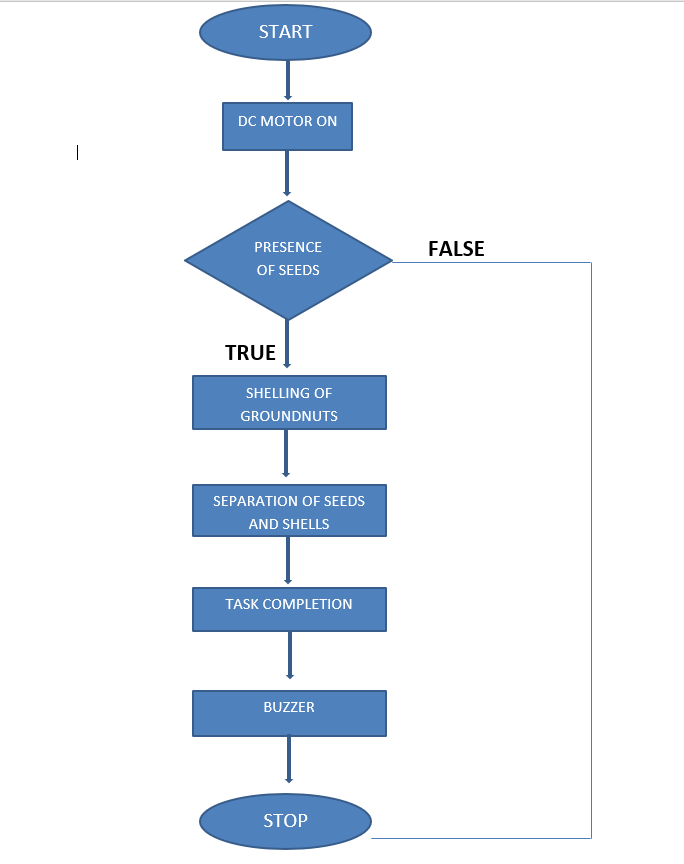 START
DC MOTOR ON
PRESENCE
OF SEEDS
FALSE
TRUE
SHELLING OF
GROUNDNUTS
SEPARATION OF SEEDS
AND SHELLS
TASK COMPLETION
BUZZER
STOP